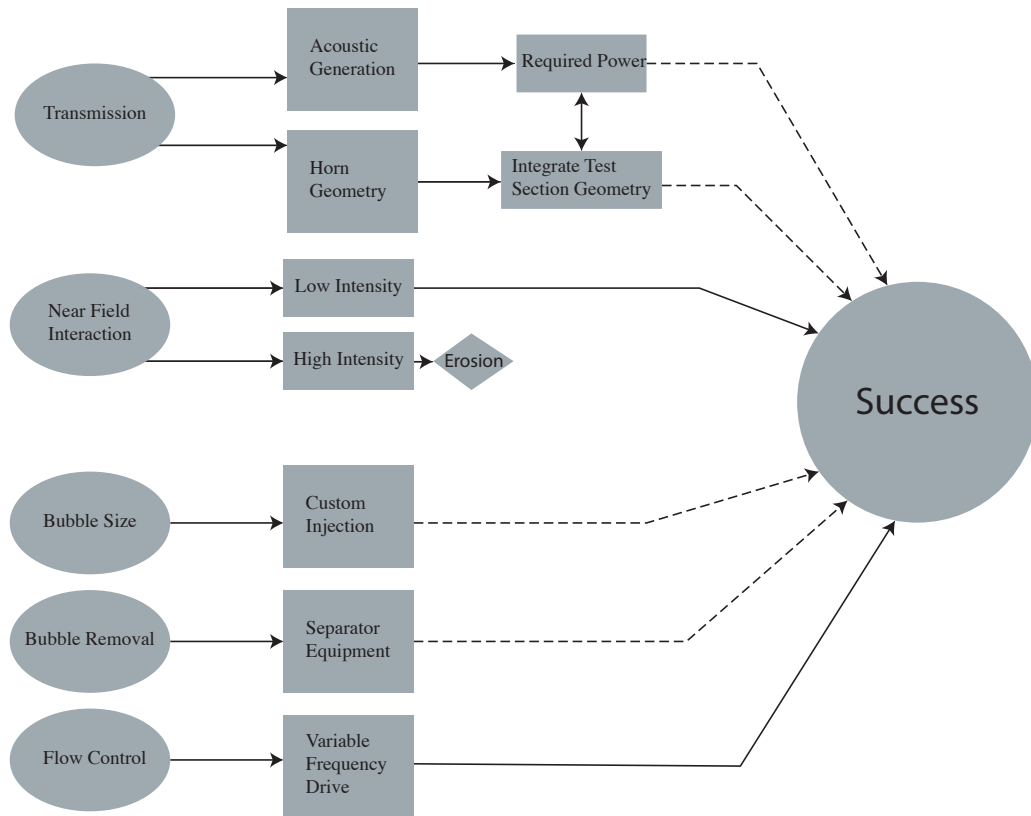 Transmission
Acoustic
Generation
Required Power
Horn
Geometry
Integrate Test
Section Geometry
Near Field
Interaction
Low Intensity
High Intensity
Erosion
Success
Bubble Size
Custom
Injection
Bubble Removal
Separator
Equipment
Flow Control
Variable
Frequency
Drive